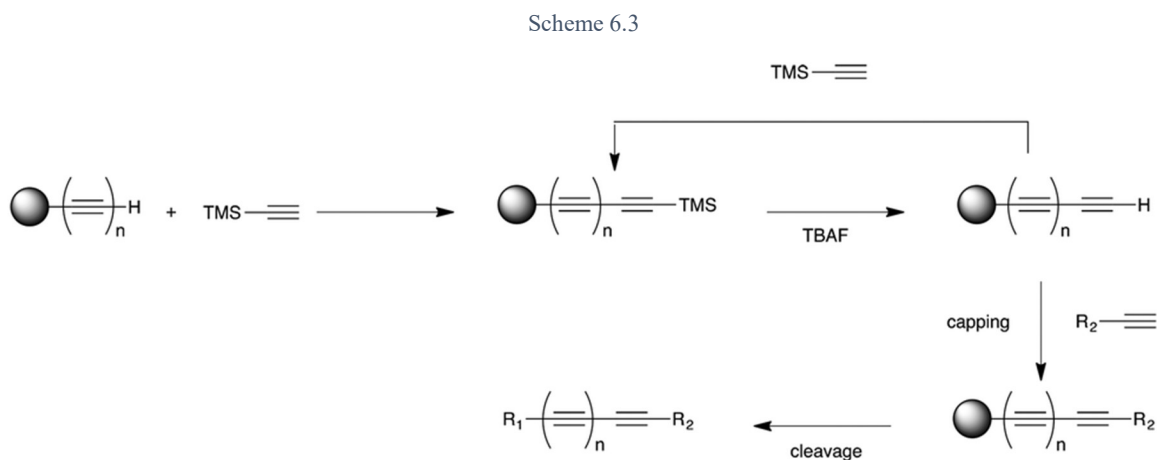 Scheme 6.3
TMS
H
n
+
TMS
TMS
n
TBAF
H
n
capping
R2
R1
R2
n
cleavage
R2
n